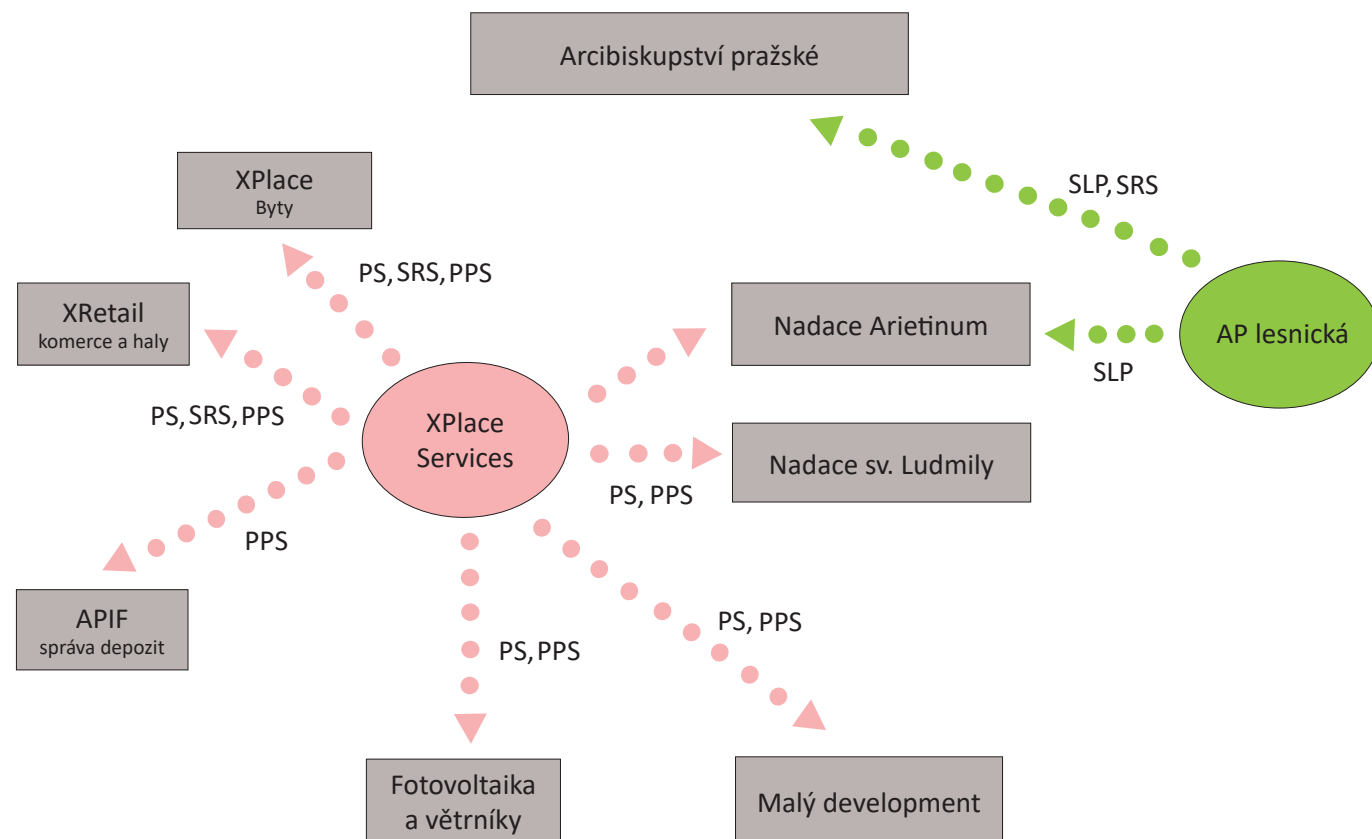 Arcibiskupství pražské
XPlace
Byty
SLP, SRS
PS, SRS, PPS
XRetail
komerce a haly
Nadace Arietinum
AP lesnická
SLP
PS, SRS, PPS
XPlace
Services
Nadace sv. Ludmily
PS, PPS
PPS
APIF
správa depozit
PS, PPS
PS, PPS
Fotovoltaika
a větrníky
Malý development